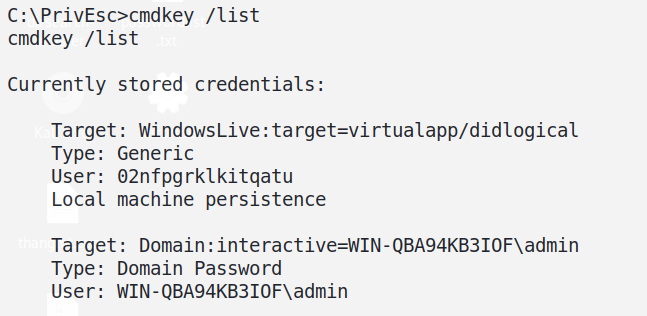 C:\PrivEsc>cmdkey /list
cmdkey /list
txt
Currently stored credentials:
Target: WindowsLive:target=virtualapp/didlogical
Type: Generic
User: 02nfpgrklkitqatu
Local machine persistence
Target: Domain:interactive=WIN-QBA94KB3IOF\admin
Type: Domain Password
User: WIN-QBA94KB3IOF\admin